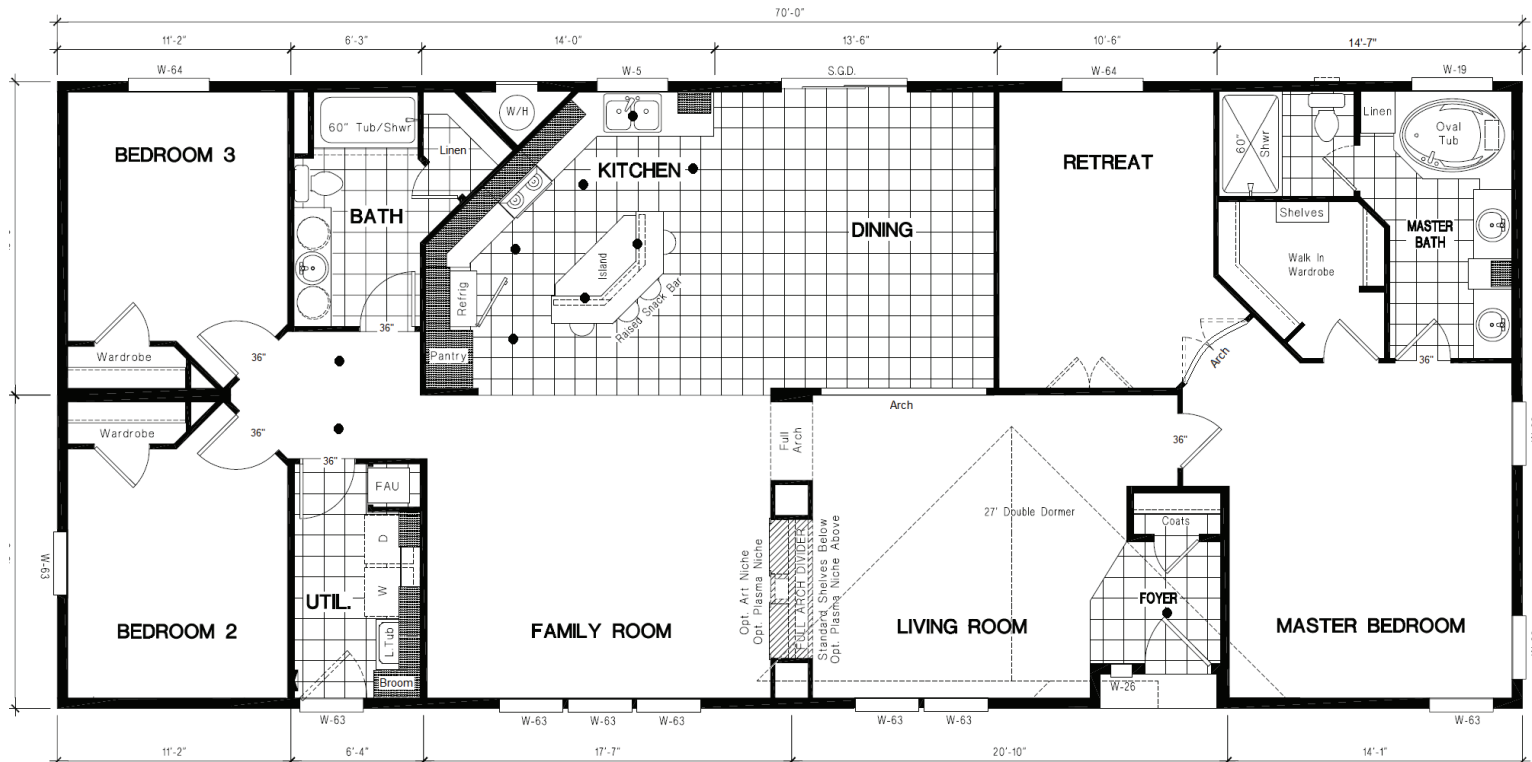 70'-0"
11'-2"
6'-3"
14'-0"
13'-6"
10'-6"
14'-7"
W-64
W-5
S.G.D.
W-64
W-19
BEDROOM 3
60" Tub/Shwr
Linen
W/H
KITCHEN
RETREAT
60" Shwr
Linen
Oval
Tub
BATH
DINING
Shelves
MASTER
BATH
Walk In
Wardrobe
Island
Raised Snack Bar
Refrig
Pantry
36"
Wardrobe
36"
Arch
36"
Wardrobe
36"
36"
FAU
Full
Arch
Arch
36"
27' Double Dormer
Coats
D
W
L.Tub
Broom
UTIL.
BEDROOM 2
FAMILY ROOM
Opt. Art Niche
Opt. Plasma Niche
FULL ARCH DIVIDER
Standard Shelves Below
Opt. Plasma Niche Above
LIVING ROOM
FOYER
MASTER BEDROOM
W-63
W-26
W-63
W-63
W-63
W-63
W-63
W-63
W-63
11'-2"
6'-4"
17'-7"
20'-10"
14'-1"